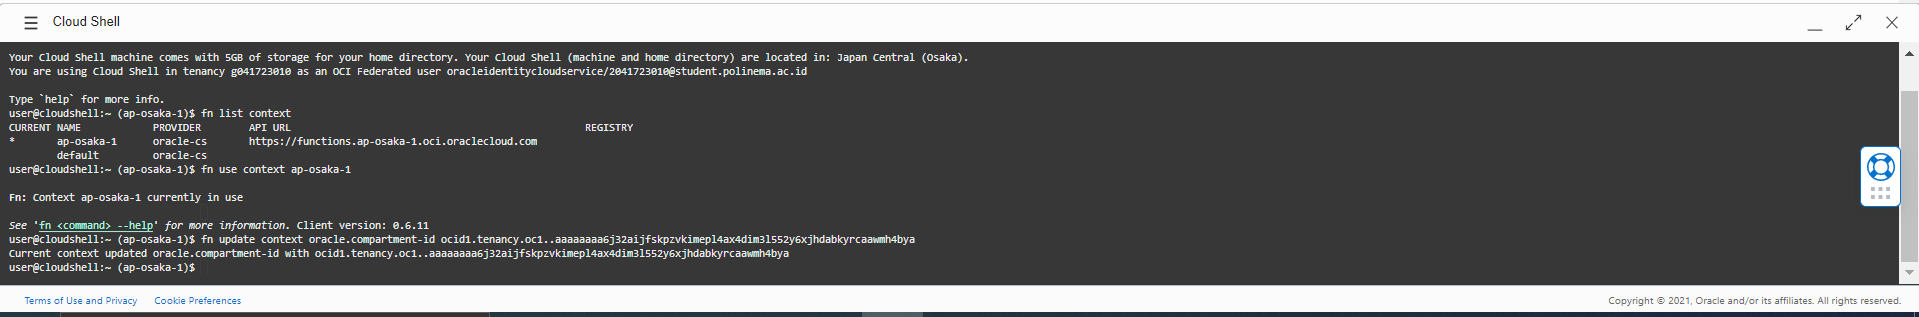 Cloud Shell
Your Cloud Shell machine comes with 5GB of storage for your home directory. Your Cloud Shell (machine and home directory) are located in: Japan Central (Osaka).
You are using Cloud Shell in tenancy g041723010 as an OCI Federated user oracleidentitycloudservice/2041723010@student.polinema.ac.id
Type `help` for more info.
user@cloudshell:~ (ap-osaka-1)$ fn list context
CURRENT NAME PROVIDER API URL REGISTRY
* ap-osaka-1 oracle-cs https://functions.ap-osaka-1.oci.oraclecloud.com
default oracle-cs
user@cloudshell:~ (ap-osaka-1)$ fn use context ap-osaka-1
Fn: Context ap-osaka-1 currently in use
See 'fn <command> --help' for more information. Client version: 0.6.11
user@cloudshell:~ (ap-osaka-1)$ fn update context oracle.compartment-id ocid1.tenancy.oc1..aaaaaaaa6j32aijfskpzvkimepl4ax4dim3l552y6xjhdabkyrcaawmh4bya
Current context updated oracle.compartment-id with ocid1.tenancy.oc1..aaaaaaaa6j32aijfskpzvkimepl4ax4dim3l552y6xjhdabkyrcaawmh4bya
user@cloudshell:~ (ap-osaka-1)$
Terms of Use and Privacy Cookie Preferences Copyright © 2021, Oracle and/or its affiliates. All rights reserved.